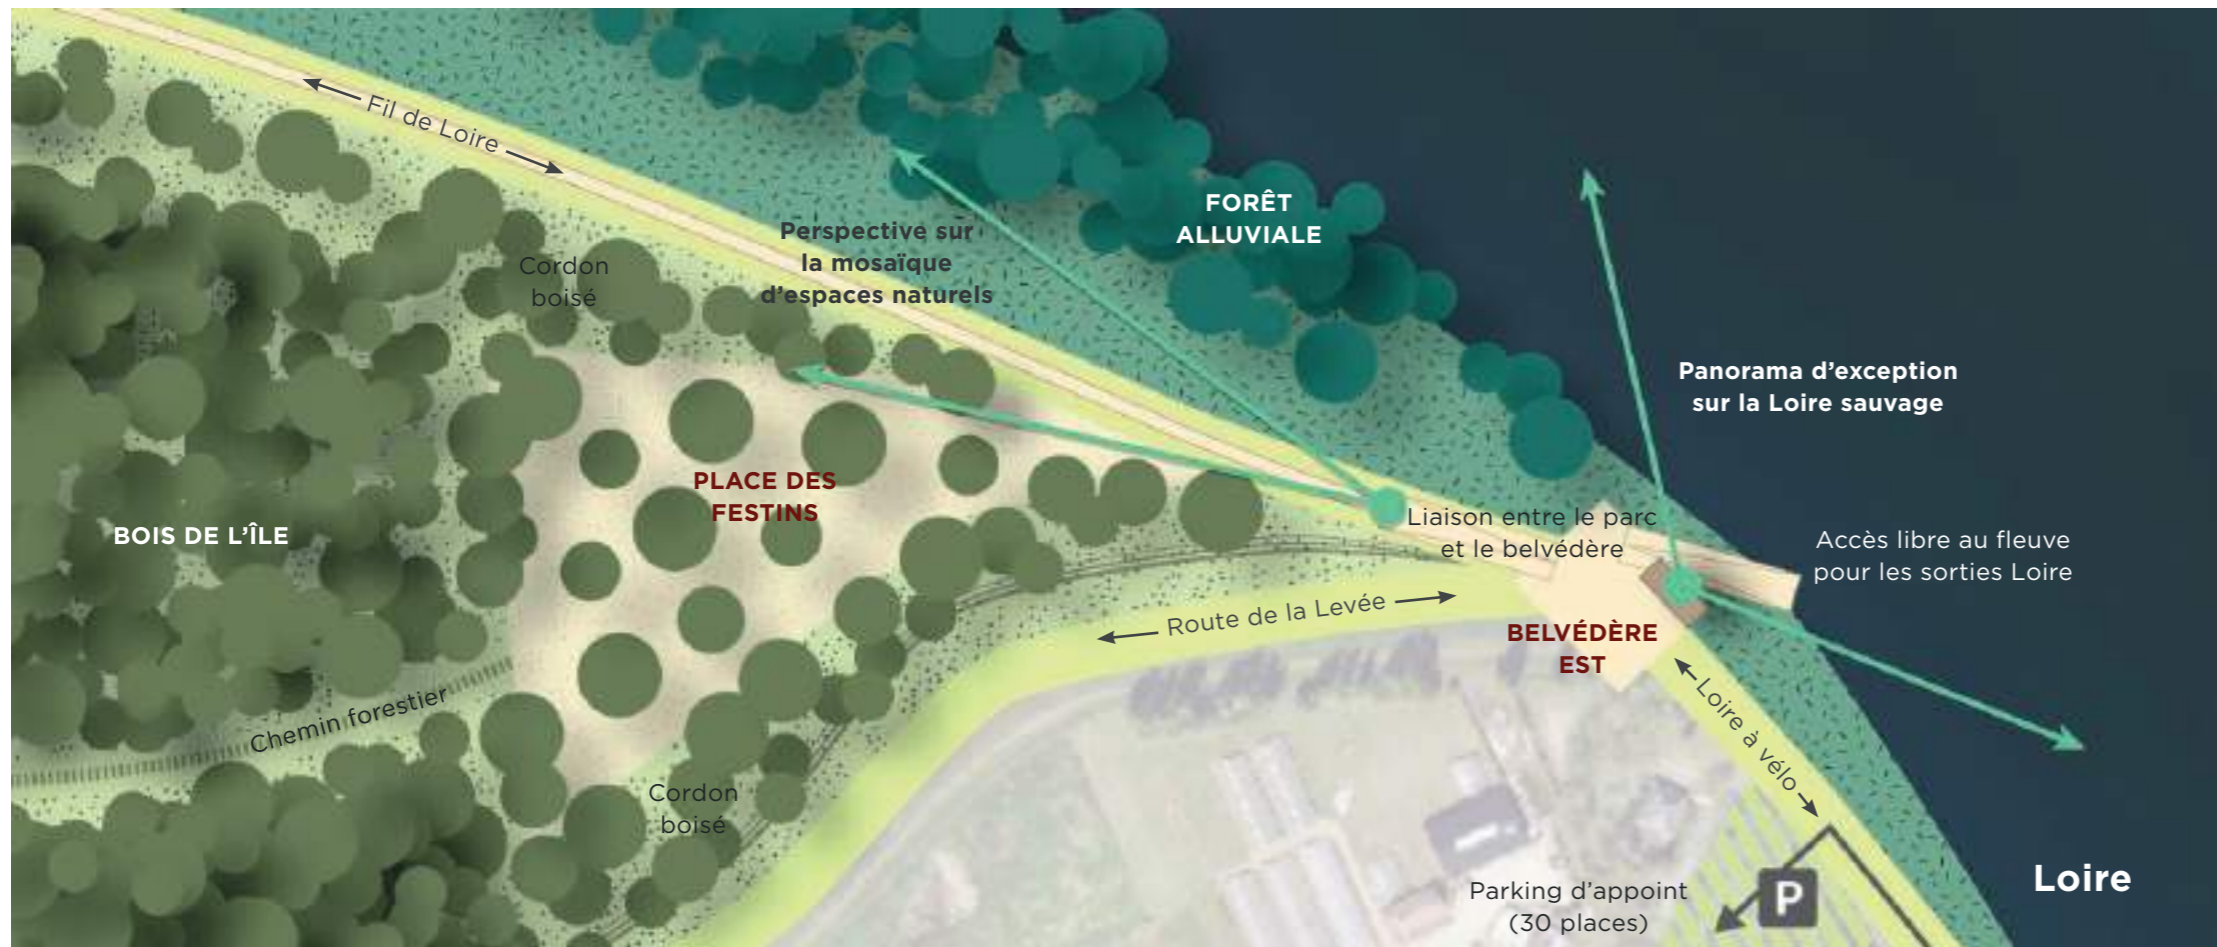 Fil de Loire
FORÊT
ALLUVIALE
Perspective sur
la mosaïque
d'espaces naturels
Cordon
boisé
Panorama d'exception
sur la Loire sauvage
PLACE DES
FESTINS
BOIS DE L'ÎLE
Liaison entre le parc
et le belvédère
Accès libre au fleuve
pour les sorties Loire
Route de la Levée
BELVÉDÈRE
EST
Loire à vélo
Chemin forestier
Cordon
boisé
Parking d'appoint
(30 places)
P
Loire